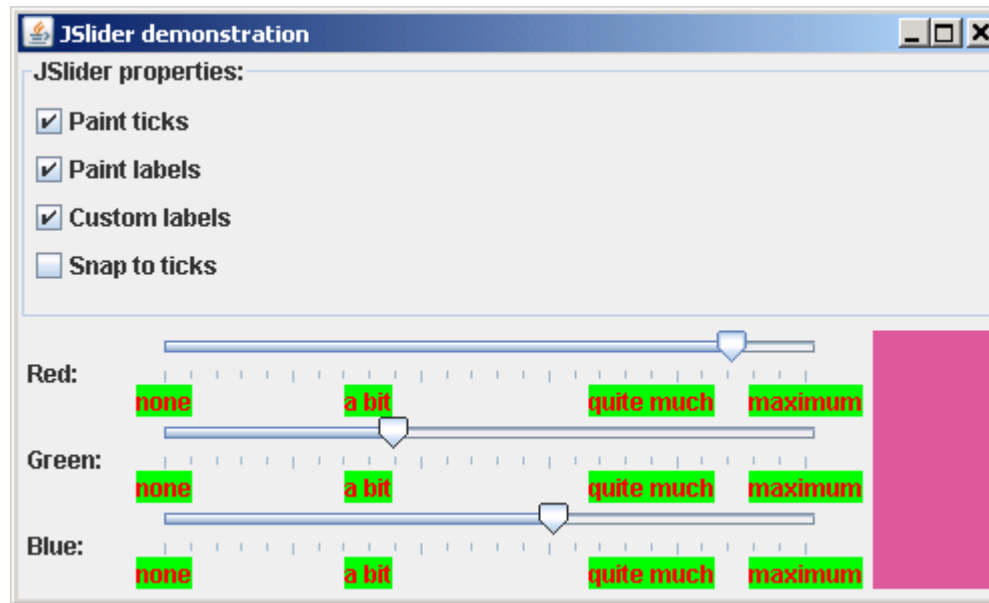 JSlider demonstration
JSlider properties:
Paint ticks
Paint labels
Custom labels
Snap to ticks
Red:
none a bit quite much maximum
Green:
none a bit quite much maximum
Blue:
none a bit quite much maximum